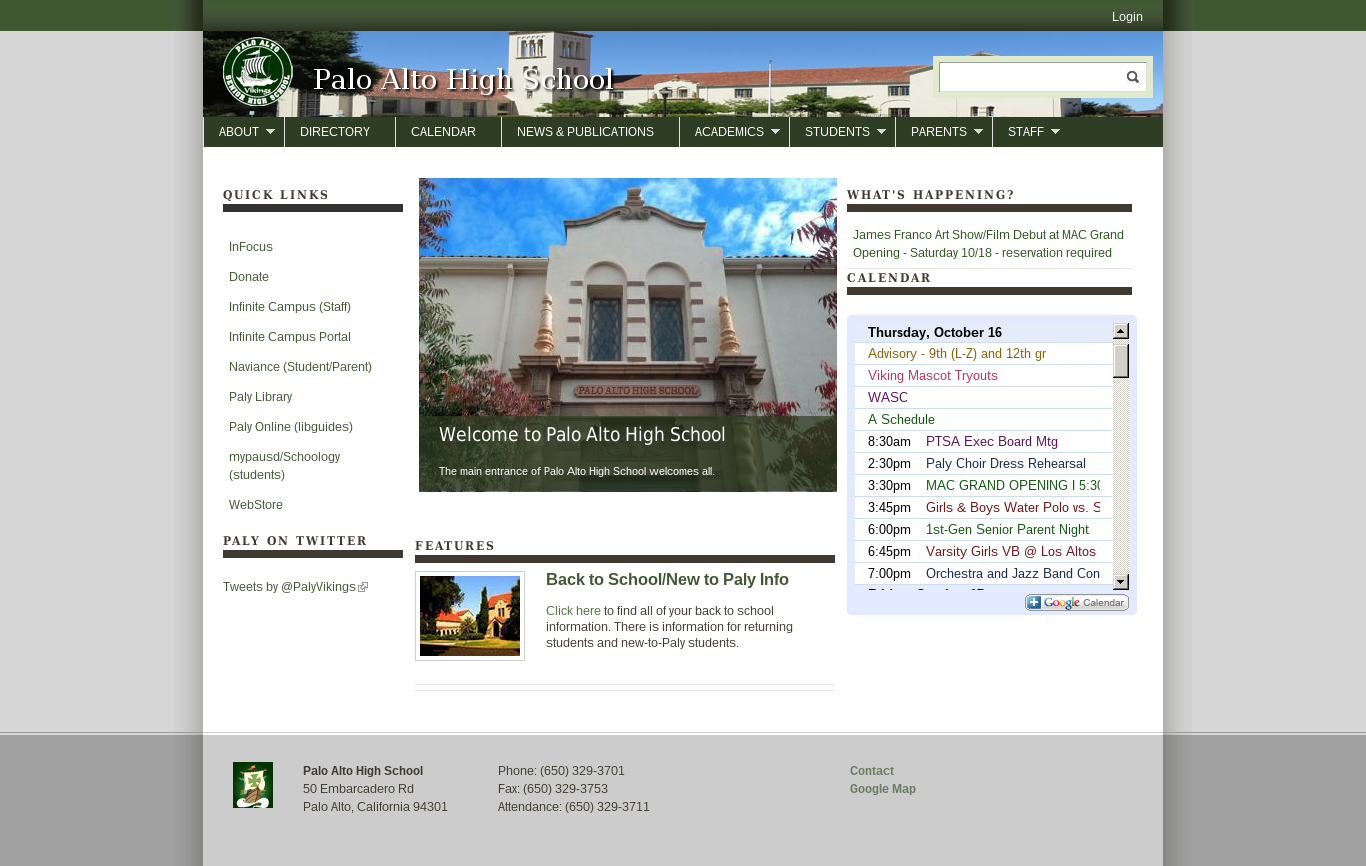 Login
PALO ALTO
SENIOR HIGH SCHOOL
Vikings
Palo Alto High School
ABOUT DIRECTORY CALENDAR NEWS & PUBLICATIONS ACADEMICS STUDENTS PARENTS STAFF
QUICK LINKS
InFocus
Donate
Infinite Campus (Staff)
Infinite Campus Portal
Naviance (Student/Parent)
Paly Library
Paly Online (libguides)
mypausd/Schoology
(students)
WebStore
PALY ON TWITTER
Tweets by @PalyVikings
PALO ALTO HIGH SCHOOL
Welcome to Palo Alto High School
The main entrance of Palo Alto High School welcomes all.
FEATURES
Back to School/New to Paly Info
Click here to find all of your back to school
information. There is information for returning
students and new-to-Paly students.
WHAT'S HAPPENING?
James Franco Art Show/Film Debut at MAC Grand
Opening - Saturday 10/18 - reservation required
CALENDAR
Thursday, October 16
Advisory - 9th (L-Z) and 12th gr
Viking Mascot Tryouts
WASC
A Schedule
8:30am PTSA Exec Board Mtg
2:30pm Paly Choir Dress Rehearsal
3:30pm MAC GRAND OPENING I 5:30
3:45pm Girls & Boys Water Polo vs. S
6:00pm 1st-Gen Senior Parent Night
6:45pm Varsity Girls VB @ Los Altos
7:00pm Orchestra and Jazz Band Con
Google Calendar
Palo Alto High School
50 Embarcadero Rd
Palo Alto, California 94301
Phone: (650) 329-3701
Fax: (650) 329-3753
Attendance: (650) 329-3711
Contact
Google Map